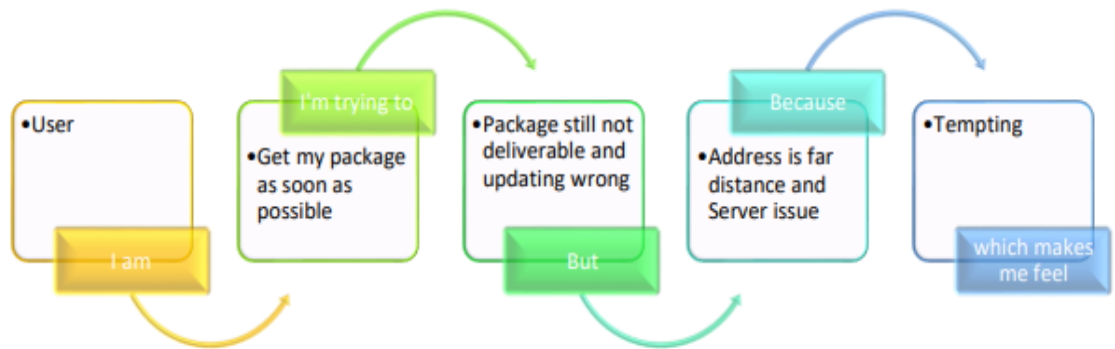 •User
I am
I'm trying to
•Get my package
as soon as
possible
•Package still not
deliverable and
updating wrong
But
Because
•Address is far
distance and
Server issue
•Tempting
which makes
me feel